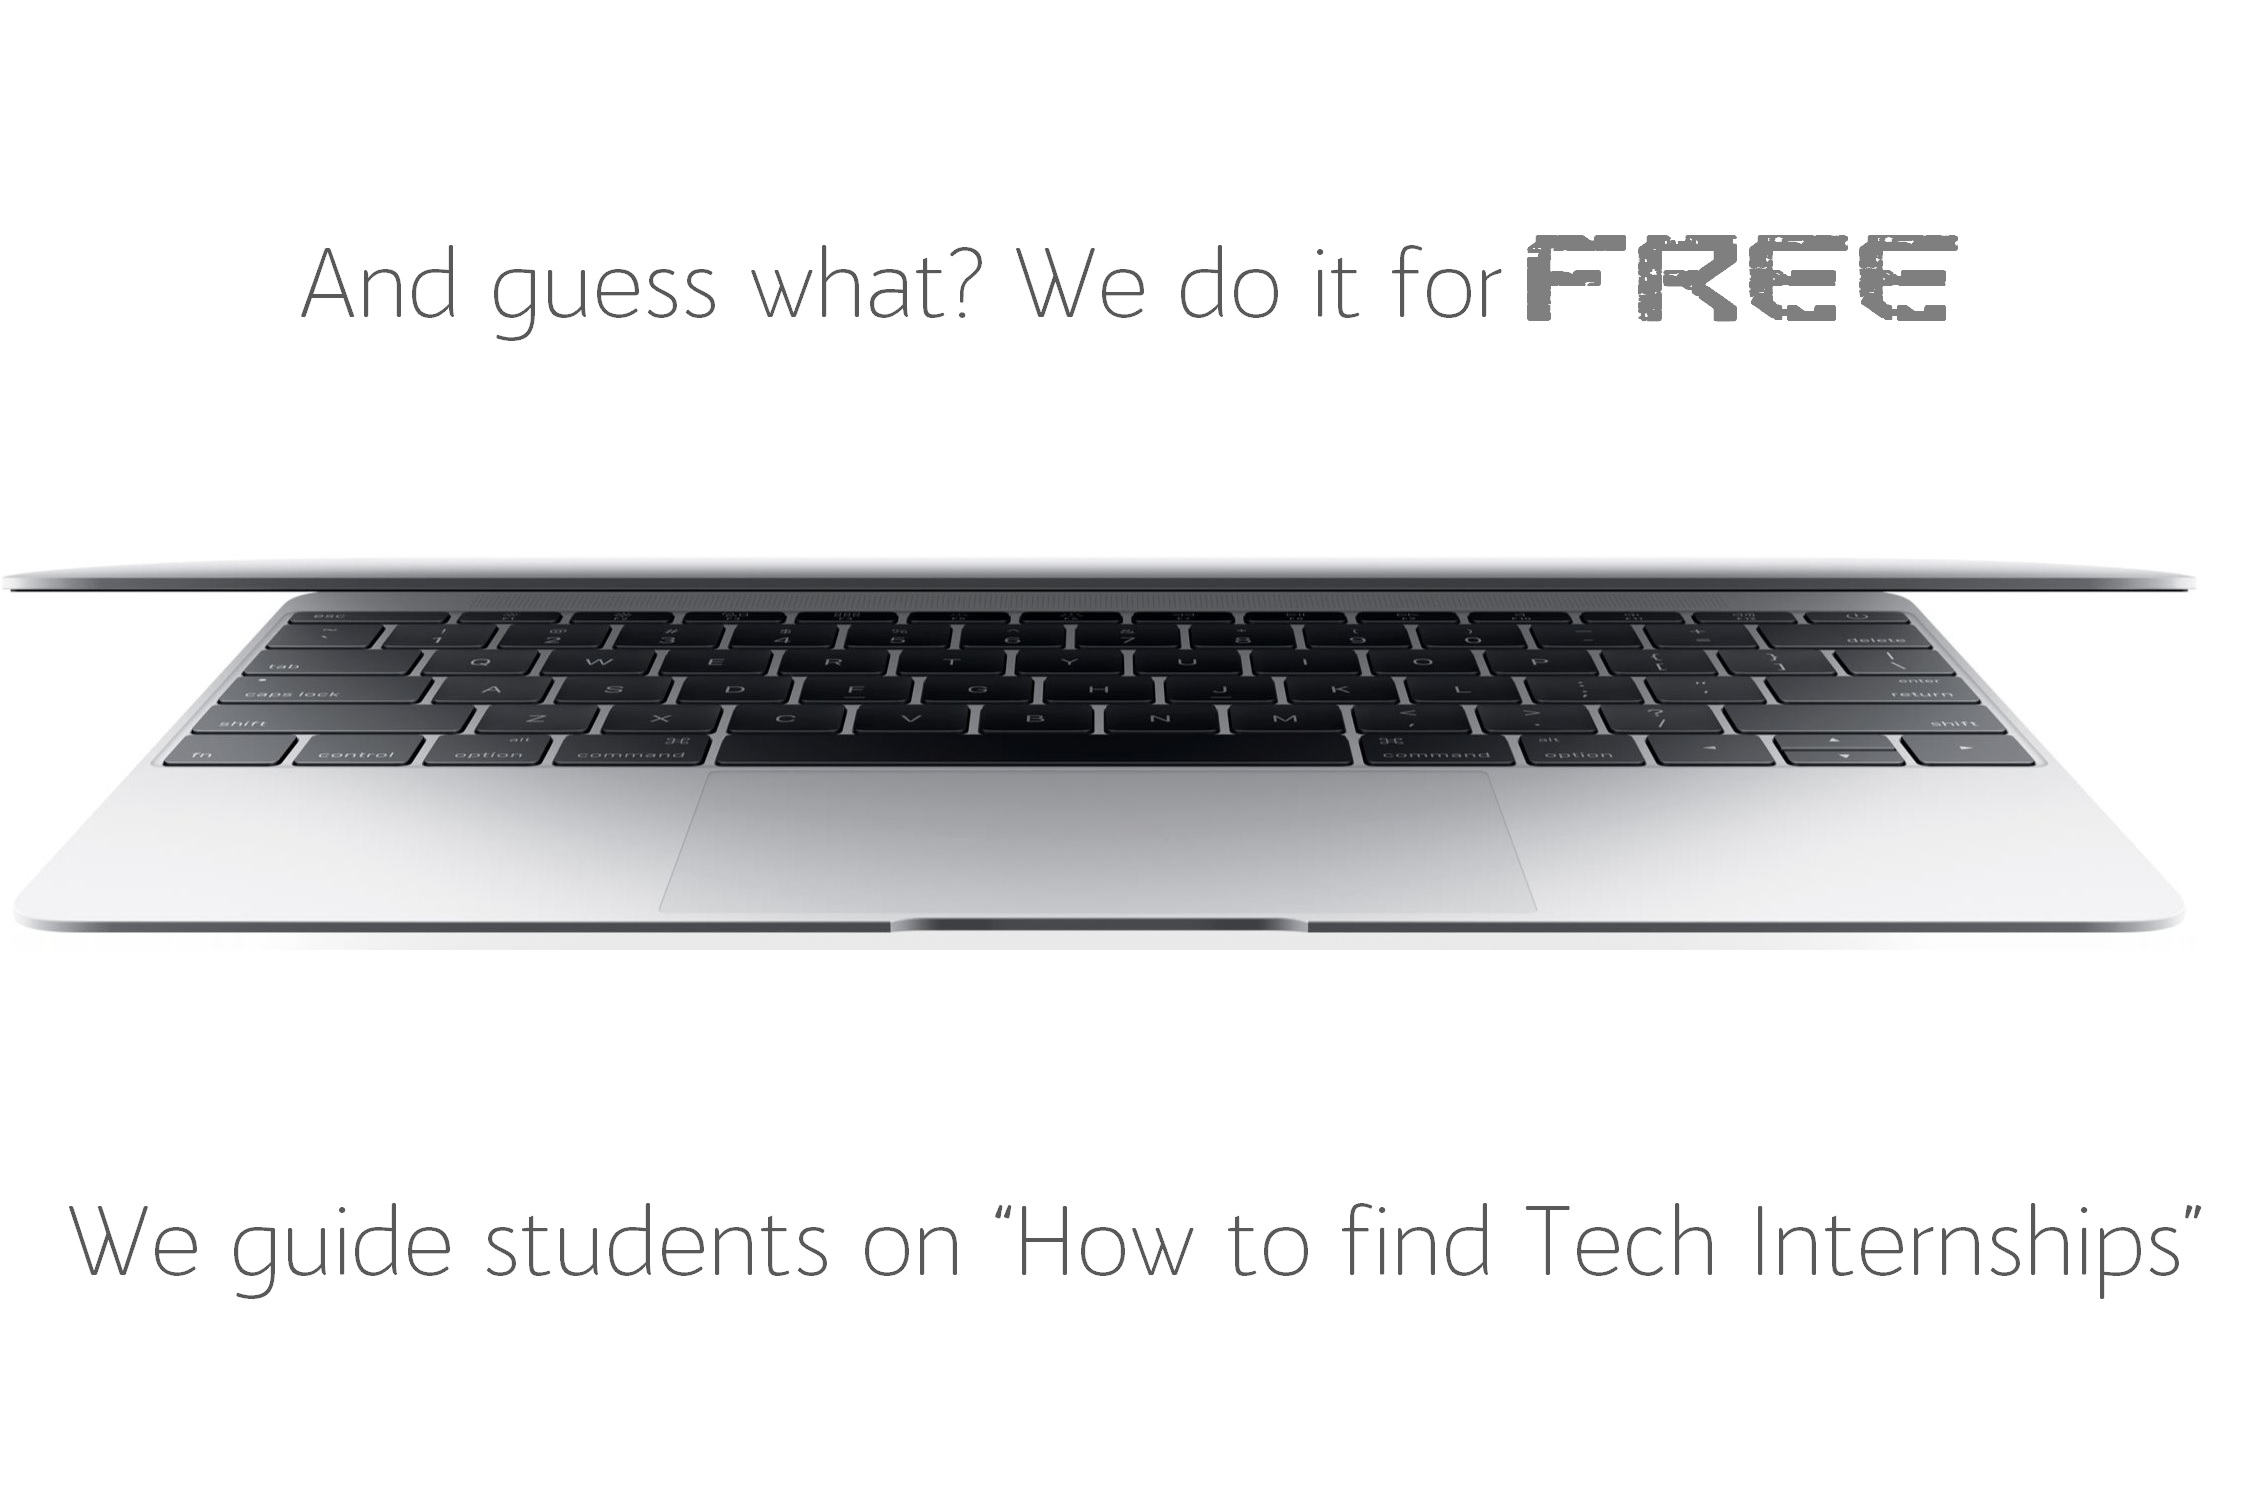 And guess what? We do it for FREE
esc
~ ` ! 1 @ 2 # 3 $ 4 % 5 ^ 6 & 7 * 8 ( 9 ) 0 _ - + = delete
tab Q W E R T Y U I O P { [ } ] | \
caps lock A S D F G H J K L : ; " ' enter return
shift Z X C V B N M < , > . ? / shift
fn control alt option ⌘ command ⌘ command alt option
We guide students on “How to find Tech Internships”